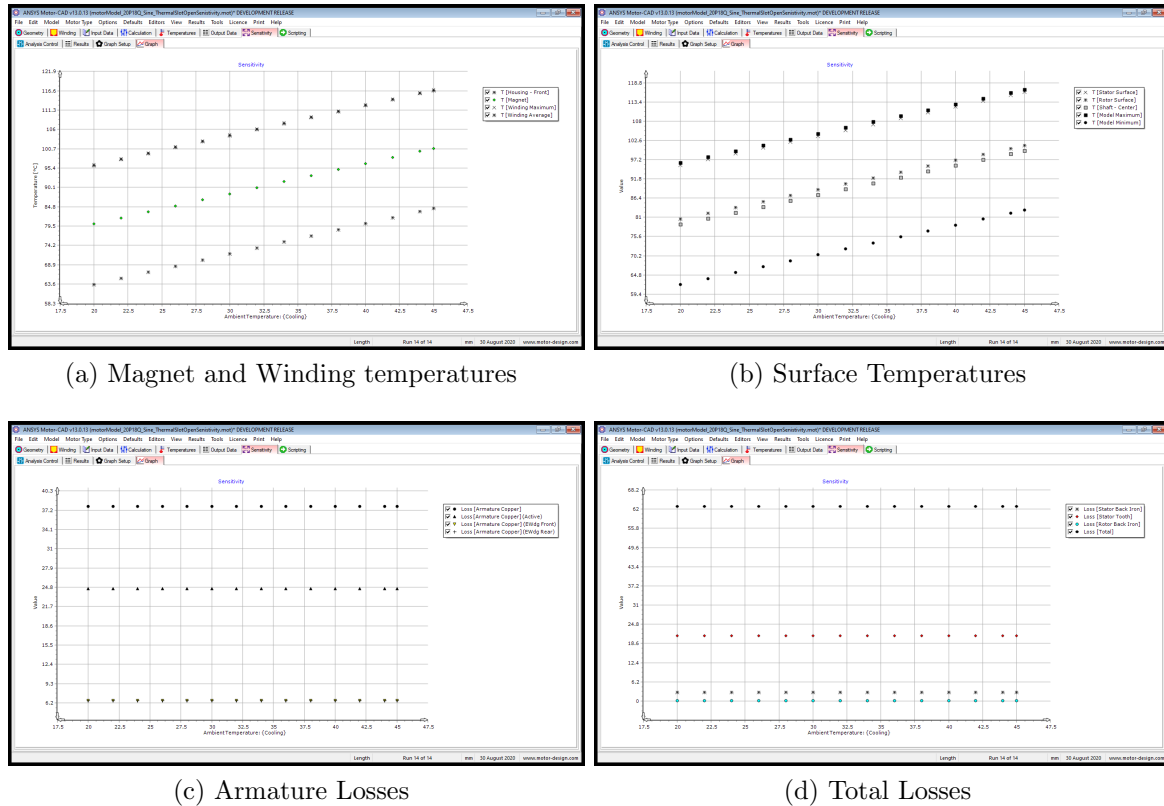 ANSYS Motor-CAD v13.0.13 (motorModel_20P18Q_Sine_ThermalSlotOpenSensitivity.mot)* DEVELOPMENT RELEASE
File Edit Model Motor Type Options Defaults Editors View Results Tools Licence Print Help
Geometry Winding Input Data Calculation Temperatures Output Data Sensitivity Scripting
Analysis Control Results Graph Setup Graph
Sensitivity
121.9
116.6
111.3
106
100.7
95.4
90.1
84.8
79.5
74.2
68.9
63.6
58.3
Temperature [°C]
17.5 20 22.5 25 27.5 30 32.5 35 37.5 40 42.5 45 47.5
AmbientTemperature: {Cooling}
T [Housing - Front]
T [Magnet]
T [Winding Maximum]
T [Winding Average]
Length Run 14 of 14 mm 30 August 2020 www.motor-design.com
(a) Magnet and Winding temperatures
ANSYS Motor-CAD v13.0.13 (motorModel_20P18Q_Sine_ThermalSlotOpenSensitivity.mot)* DEVELOPMENT RELEASE
File Edit Model Motor Type Options Defaults Editors View Results Tools Licence Print Help
Geometry Winding Input Data Calculation Temperatures Output Data Sensitivity Scripting
Analysis Control Results Graph Setup Graph
Sensitivity
118.8
113.4
108
102.6
97.2
91.8
86.4
81
75.6
70.2
64.8
59.4
Value
17.5 20 22.5 25 27.5 30 32.5 35 37.5 40 42.5 45 47.5
AmbientTemperature: {Cooling}
T [Stator Surface]
T [Rotor Surface]
T [Shaft - Center]
T [Model Maximum]
T [Model Minimum]
Length Run 14 of 14 mm 30 August 2020 www.motor-design.com
(b) Surface Temperatures
ANSYS Motor-CAD v13.0.13 (motorModel_20P18Q_Sine_ThermalSlotOpenSensitivity.mot)* DEVELOPMENT RELEASE
File Edit Model Motor Type Options Defaults Editors View Results Tools Licence Print Help
Geometry Winding Input Data Calculation Temperatures Output Data Sensitivity Scripting
Analysis Control Results Graph Setup Graph
Sensitivity
40.3
37.2
34.1
31
27.9
24.8
21.7
18.6
15.5
12.4
9.3
6.2
Value
17.5 20 22.5 25 27.5 30 32.5 35 37.5 40 42.5 45 47.5
AmbientTemperature: {Cooling}
Loss [Armature Copper]
Loss [Armature Copper] (Active)
Loss [Armature Copper] (EWdg Front)
Loss [Armature Copper] (EWdg Rear)
Length Run 14 of 14 mm 30 August 2020 www.motor-design.com
(c) Armature Losses
ANSYS Motor-CAD v13.0.13 (motorModel_20P18Q_Sine_ThermalSlotOpenSensitivity.mot)* DEVELOPMENT RELEASE
File Edit Model Motor Type Options Defaults Editors View Results Tools Licence Print Help
Geometry Winding Input Data Calculation Temperatures Output Data Sensitivity Scripting
Analysis Control Results Graph Setup Graph
Sensitivity
68.2
62
55.8
49.6
43.4
37.2
31
24.8
18.6
12.4
6.2
0
Value
17.5 20 22.5 25 27.5 30 32.5 35 37.5 40 42.5 45 47.5
AmbientTemperature: {Cooling}
Loss [Stator Back Iron]
Loss [Stator Tooth]
Loss [Rotor Back Iron]
Loss [Total]
Length Run 14 of 14 mm 30 August 2020 www.motor-design.com
(d) Total Losses